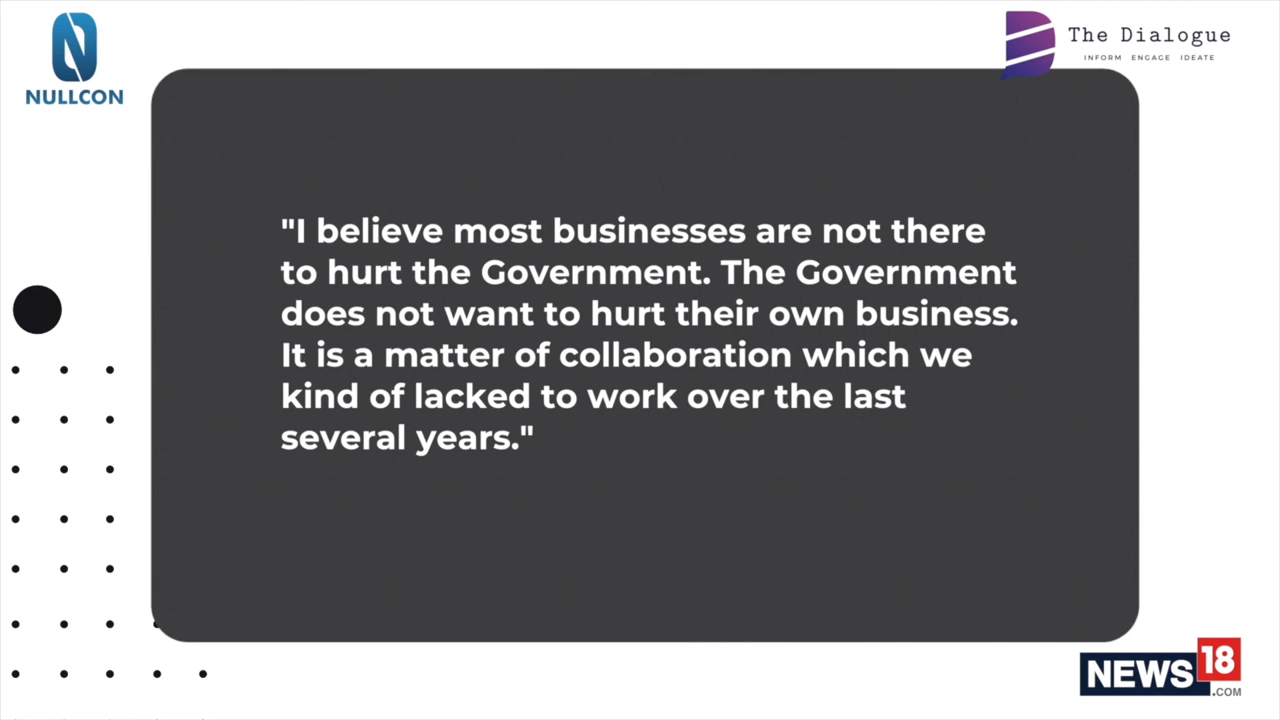 NULLCON
The Dialogue
INFORM ENGAGE IDEATE
"I believe most businesses are not there
to hurt the Government. The Government
does not want to hurt their own business.
It is a matter of collaboration which we
kind of lacked to work over the last
several years."
NEWS 18
.COM